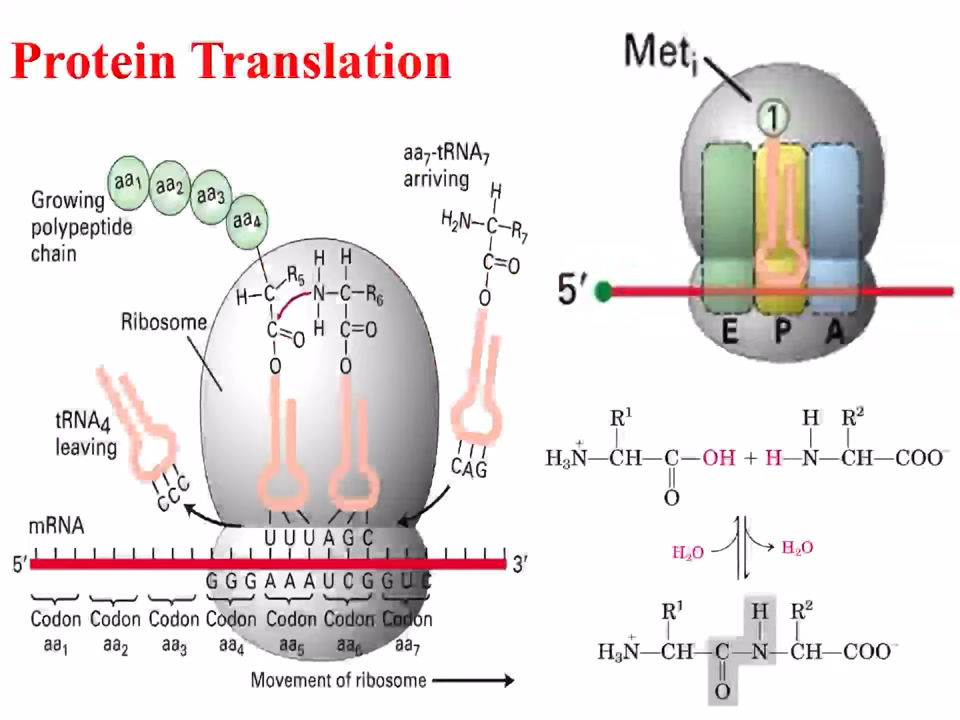 Protein Translation
Growing
polypeptide
chain
aa1 aa2 aa3 aa4
aa7-tRNA7
arriving
H
H2N—C—R7
C=O
O
H H
R5
H—C N—C—R6
C H C=O
O
O O
Ribosome
tRNA4
leaving
CCC
CAG
mRNA
U U U A G C
5′ 3′
G G G A A A U C G G U C
Codon Codon Codon Codon Codon Codon Codon
aa1 aa2 aa3 aa4 aa5 aa6 aa7
Movement of ribosome
Meti
1
5′
E P A
R1 H R2
H3N+—CH—C—OH + H—N—CH—COO−
O
H2O H2O
R1 H R2
H3N+—CH—C—N—CH—COO−
O